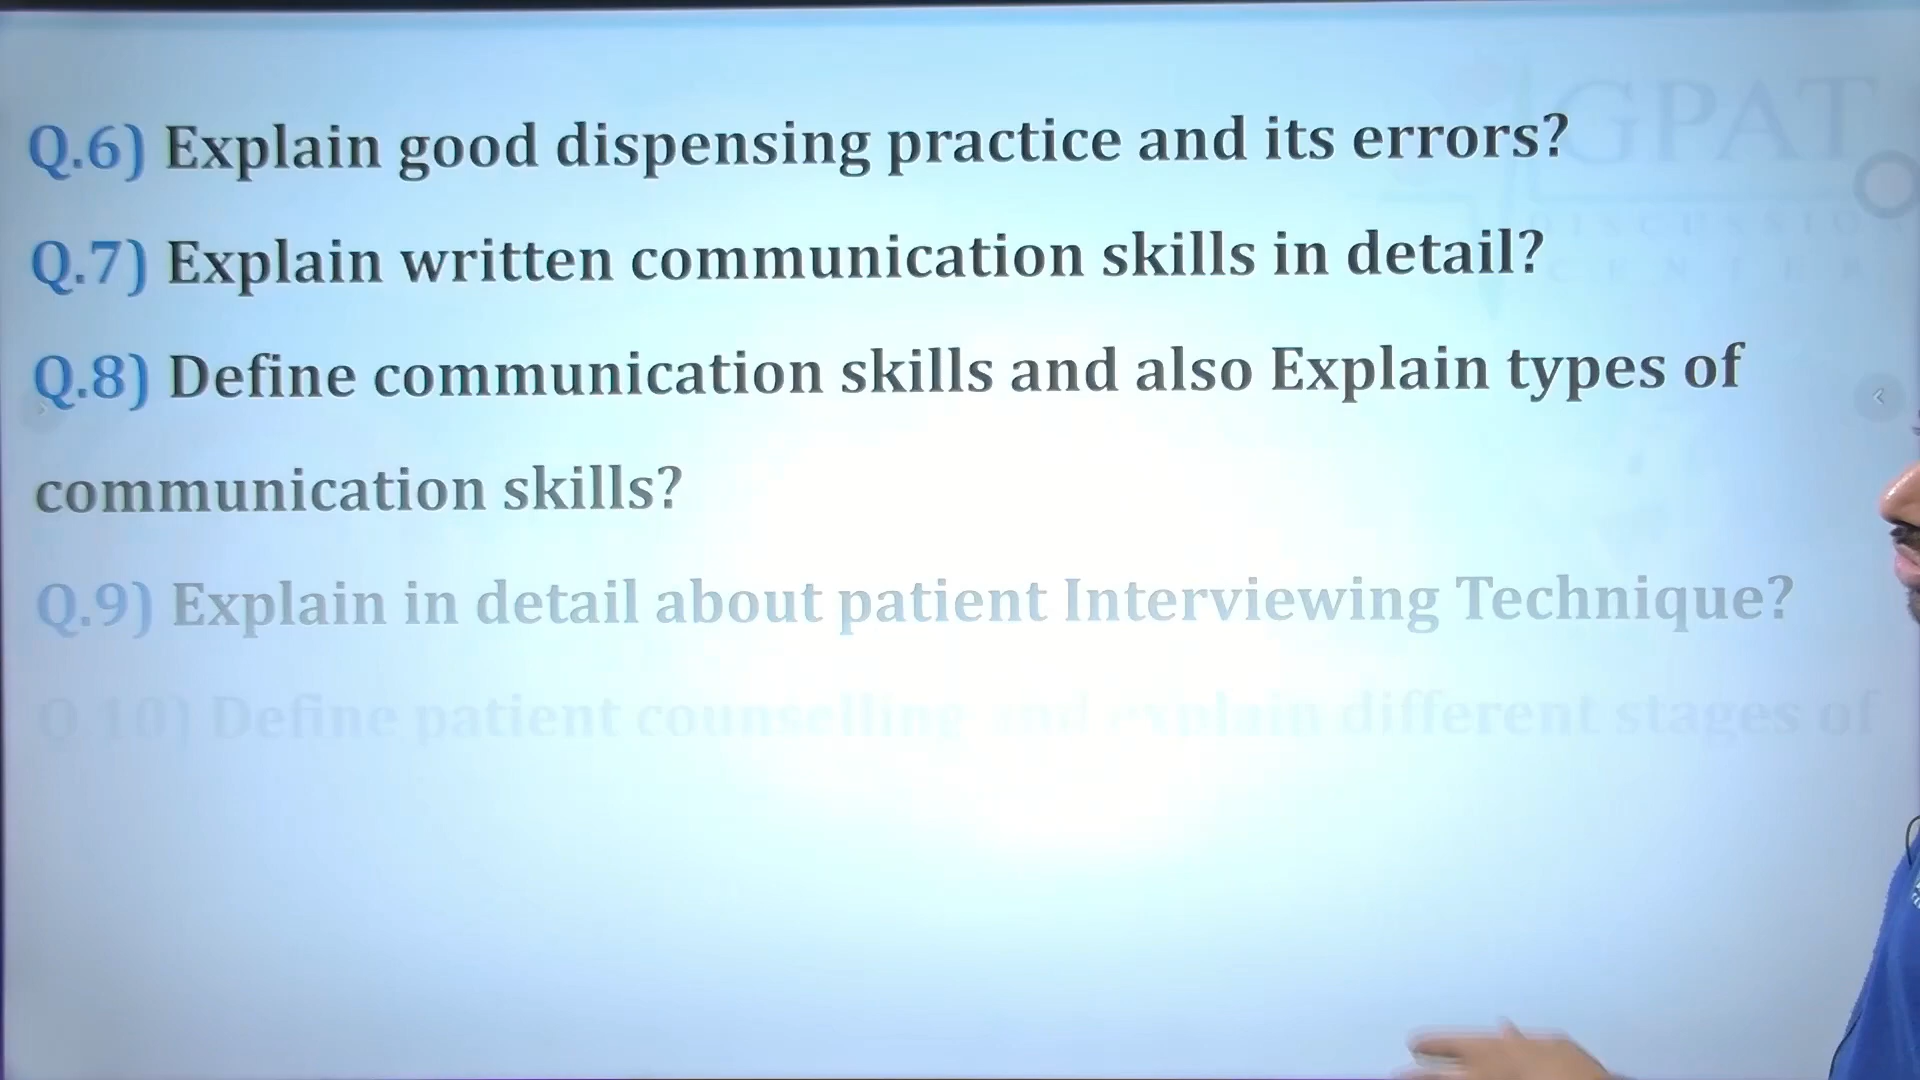 GPAT
DISCUSSIO
CENTER
Q.6) Explain good dispensing practice and its errors?
Q.7) Explain written communication skills in detail?
Q.8) Define communication skills and also Explain types of
communication skills?
Q.9) Explain in detail about patient Interviewing Technique?
Q.10) Define patient counselling and explain different stages of